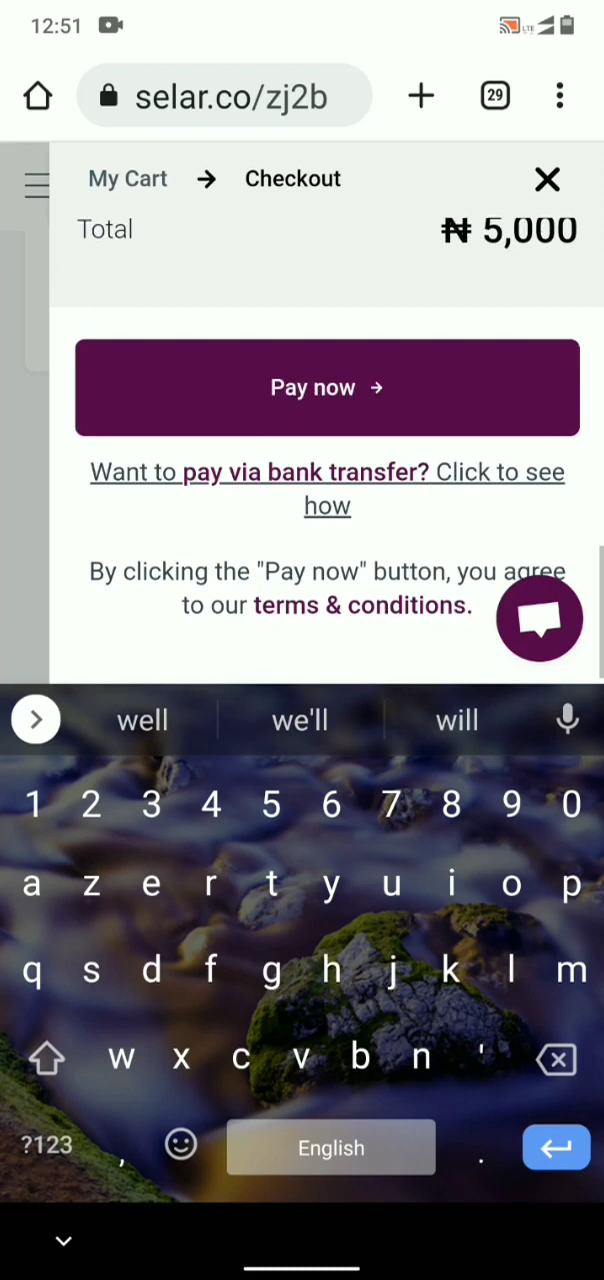 12:51
LTE
selar.co/zj2b
29
My Cart → Checkout
Total ₦ 5,000
Pay now →
Want to pay via bank transfer? Click to see
how
By clicking the "Pay now" button, you agree
to our terms & conditions.
well we'll will
1 2 3 4 5 6 7 8 9 0
a z e r t y u i o p
q s d f g h j k l m
w x c v b n '
?123 , English .